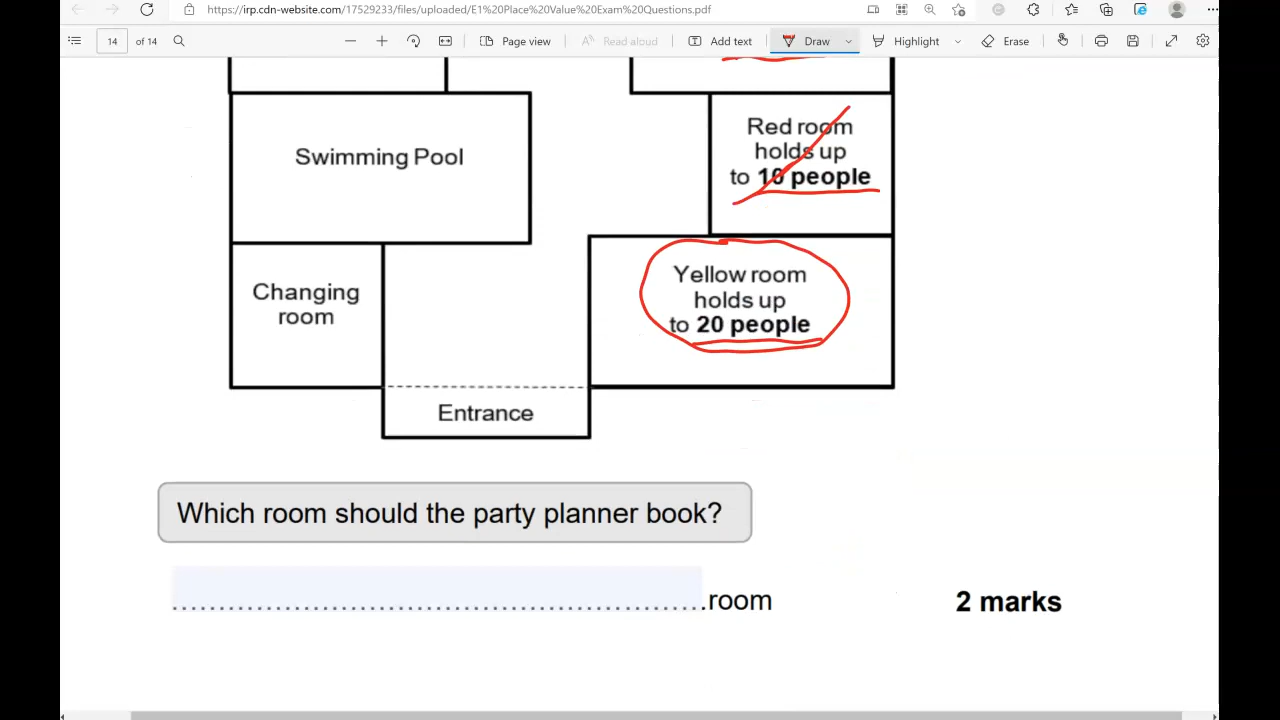 https://irp.cdn-website.com/17529233/files/uploaded/E1%20Place%20Value%20Exam%20Questions.pdf
14 of 14
Page view
Read aloud
Add text
Draw
Highlight
Erase
Swimming Pool
Red room
holds up
to 10 people
Changing
room
Yellow room
holds up
to 20 people
Entrance
Which room should the party planner book?
........................................................room
2 marks